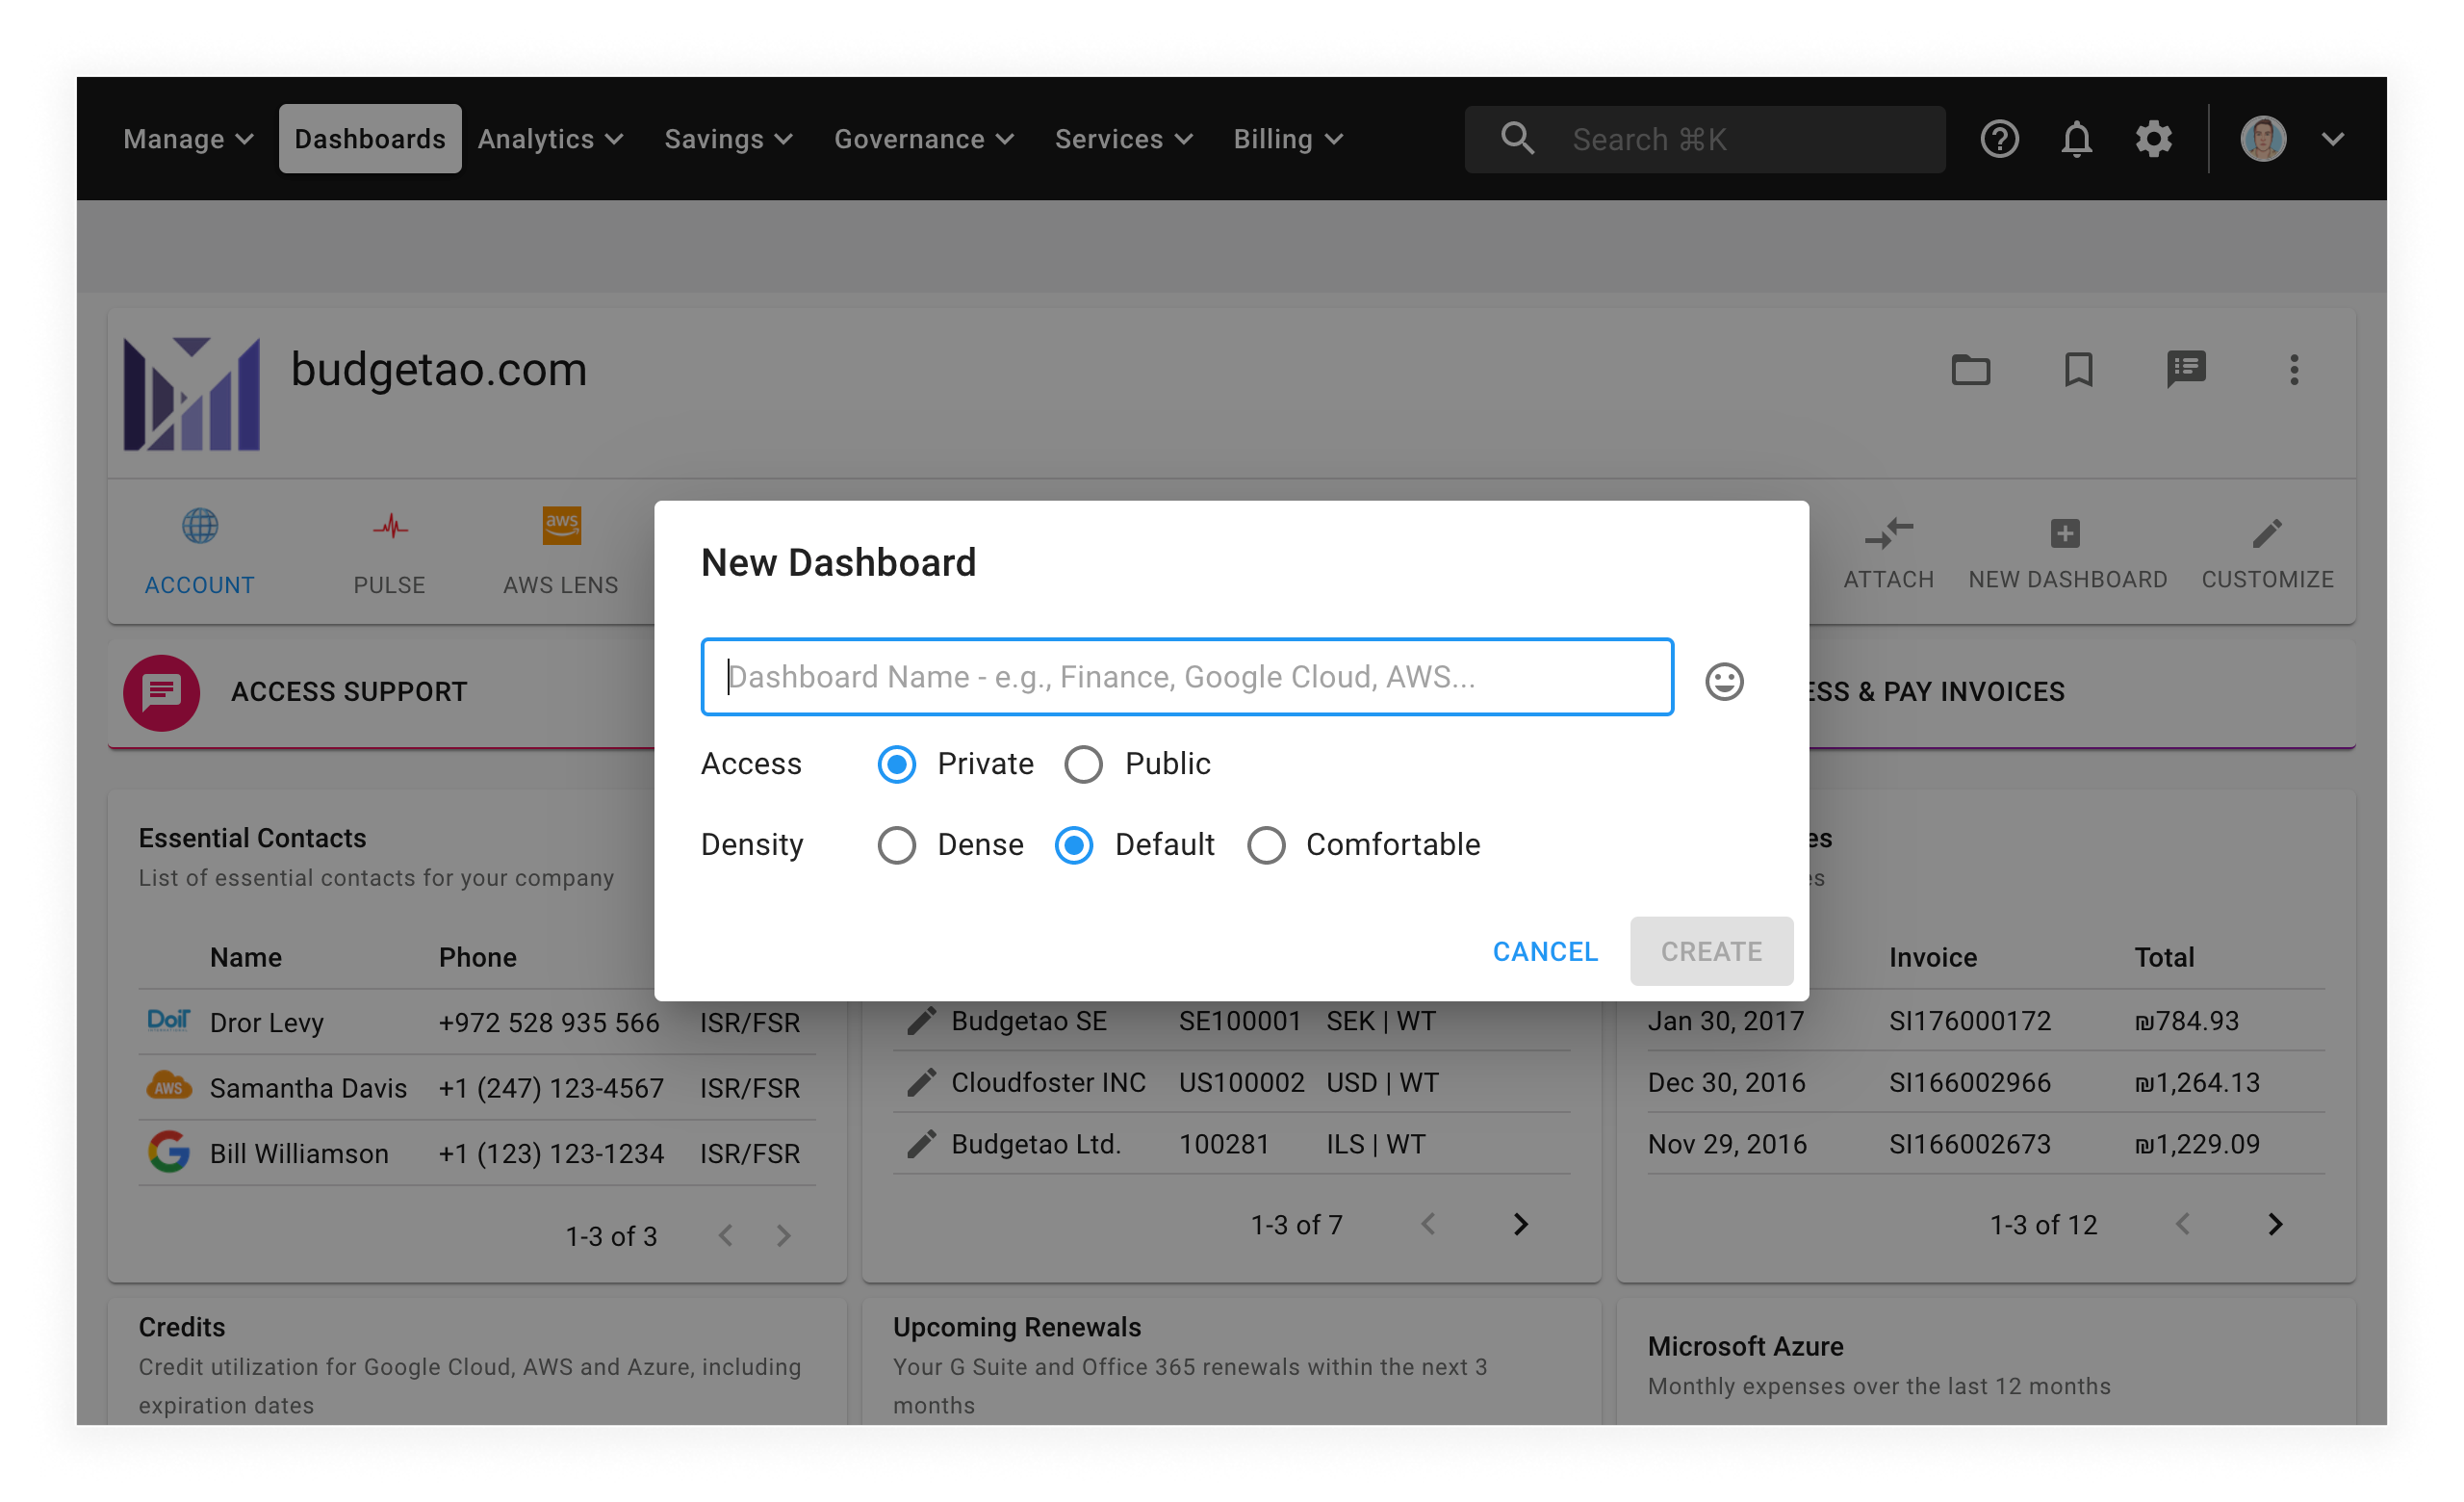 Manage Dashboards Analytics Savings Governance Services Billing Search ⌘K
budgetao.com
aws
ACCOUNT PULSE AWS LENS ATTACH NEW DASHBOARD CUSTOMIZE
New Dashboard
Dashboard Name - e.g., Finance, Google Cloud, AWS...
ACCESS SUPPORT
ESS & PAY INVOICES
Access Private Public
Density Dense Default Comfortable
CANCEL CREATE
Essential Contacts
List of essential contacts for your company
Name Phone
DoiT Dror Levy +972 528 935 566 ISR/FSR
AWS Samantha Davis +1 (247) 123-4567 ISR/FSR
Bill Williamson +1 (123) 123-1234 ISR/FSR
1-3 of 3
Budgetao SE SE100001 SEK | WT
Cloudfoster INC US100002 USD | WT
Budgetao Ltd. 100281 ILS | WT
1-3 of 7
es
es
Invoice Total
Jan 30, 2017 SI176000172 ₪784.93
Dec 30, 2016 SI166002966 ₪1,264.13
Nov 29, 2016 SI166002673 ₪1,229.09
1-3 of 12
Credits
Credit utilization for Google Cloud, AWS and Azure, including
expiration dates
Upcoming Renewals
Your G Suite and Office 365 renewals within the next 3
months
Microsoft Azure
Monthly expenses over the last 12 months